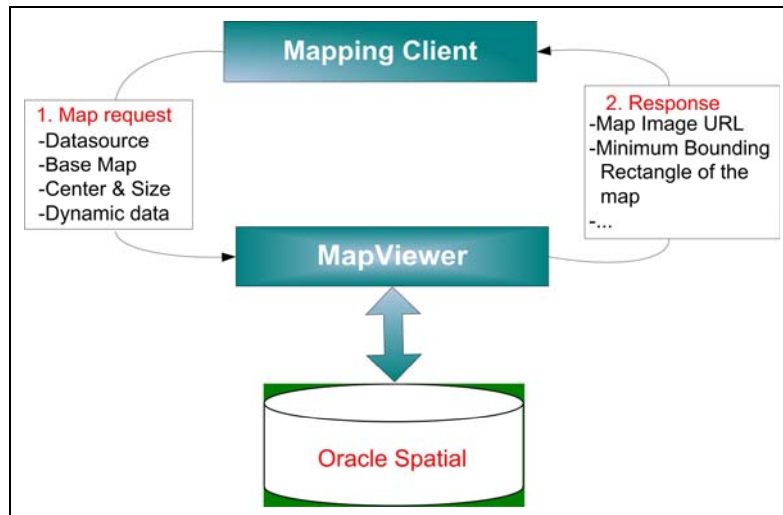 Mapping Client
1. Map request
-Datasource
-Base Map
-Center & Size
-Dynamic data
2. Response
-Map Image URL
-Minimum Bounding
Rectangle of the
map
-...
MapViewer
Oracle Spatial